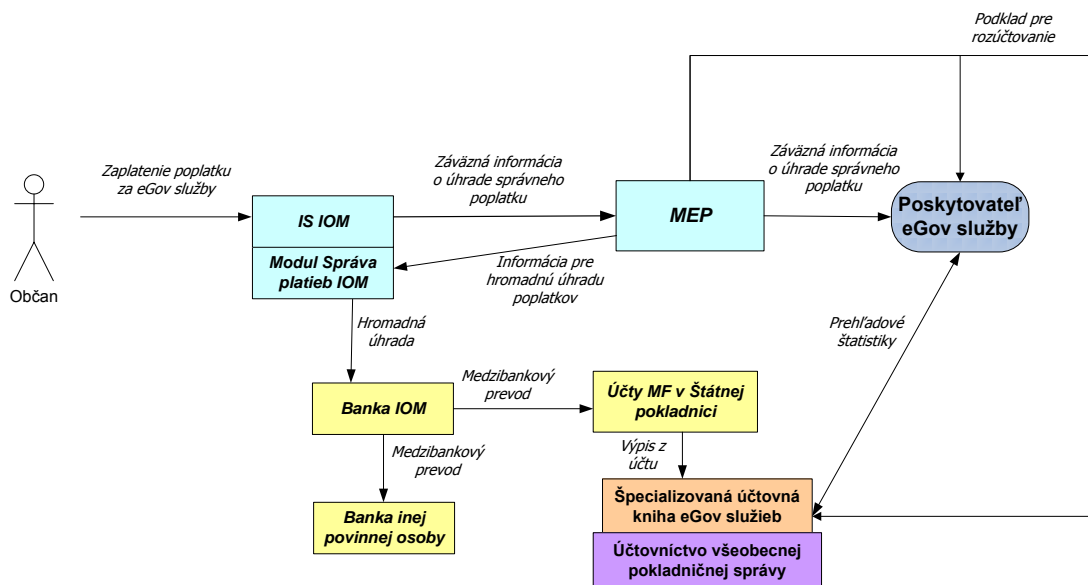 Podklad pre
rozúčtovanie
Zaplatenie poplatku
za eGov služby
Záväzná informácia
o úhrade správneho
poplatku
Záväzná informácia
o úhrade správneho
poplatku
Občan
IS IOM
Modul Správa
platieb IOM
MEP
Poskytovateľ
eGov služby
Informácia pre
hromadnú úhradu
poplatkov
Hromadná
úhrada
Prehľadové
štatistiky
Banka IOM
Medzibankový
prevod
Účty MF v Štátnej
pokladnici
Medzibankový
prevod
Výpis z
účtu
Banka inej
povinnej osoby
Špecializovaná účtovná
kniha eGov služieb
Účtovníctvo všeobecnej
pokladničnej správy